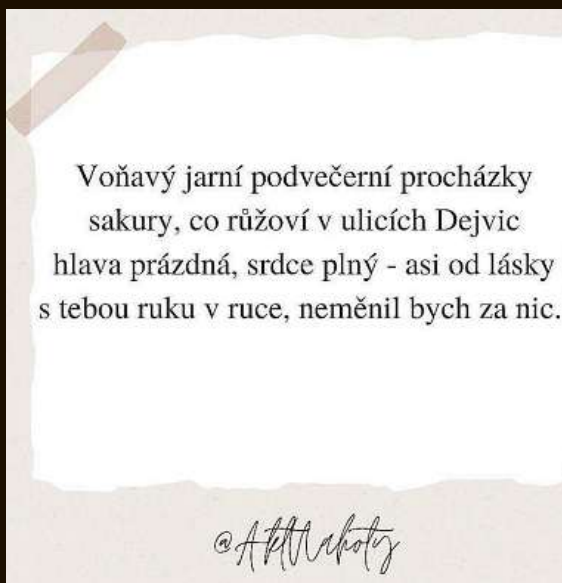 Voňavý jarní podvečerní procházky
sakury, co růžoví v ulicích Dejvic
hlava prázdná, srdce plný - asi od lásky
s tebou ruku v ruce, neměnil bych za nic.
@AktNahoty